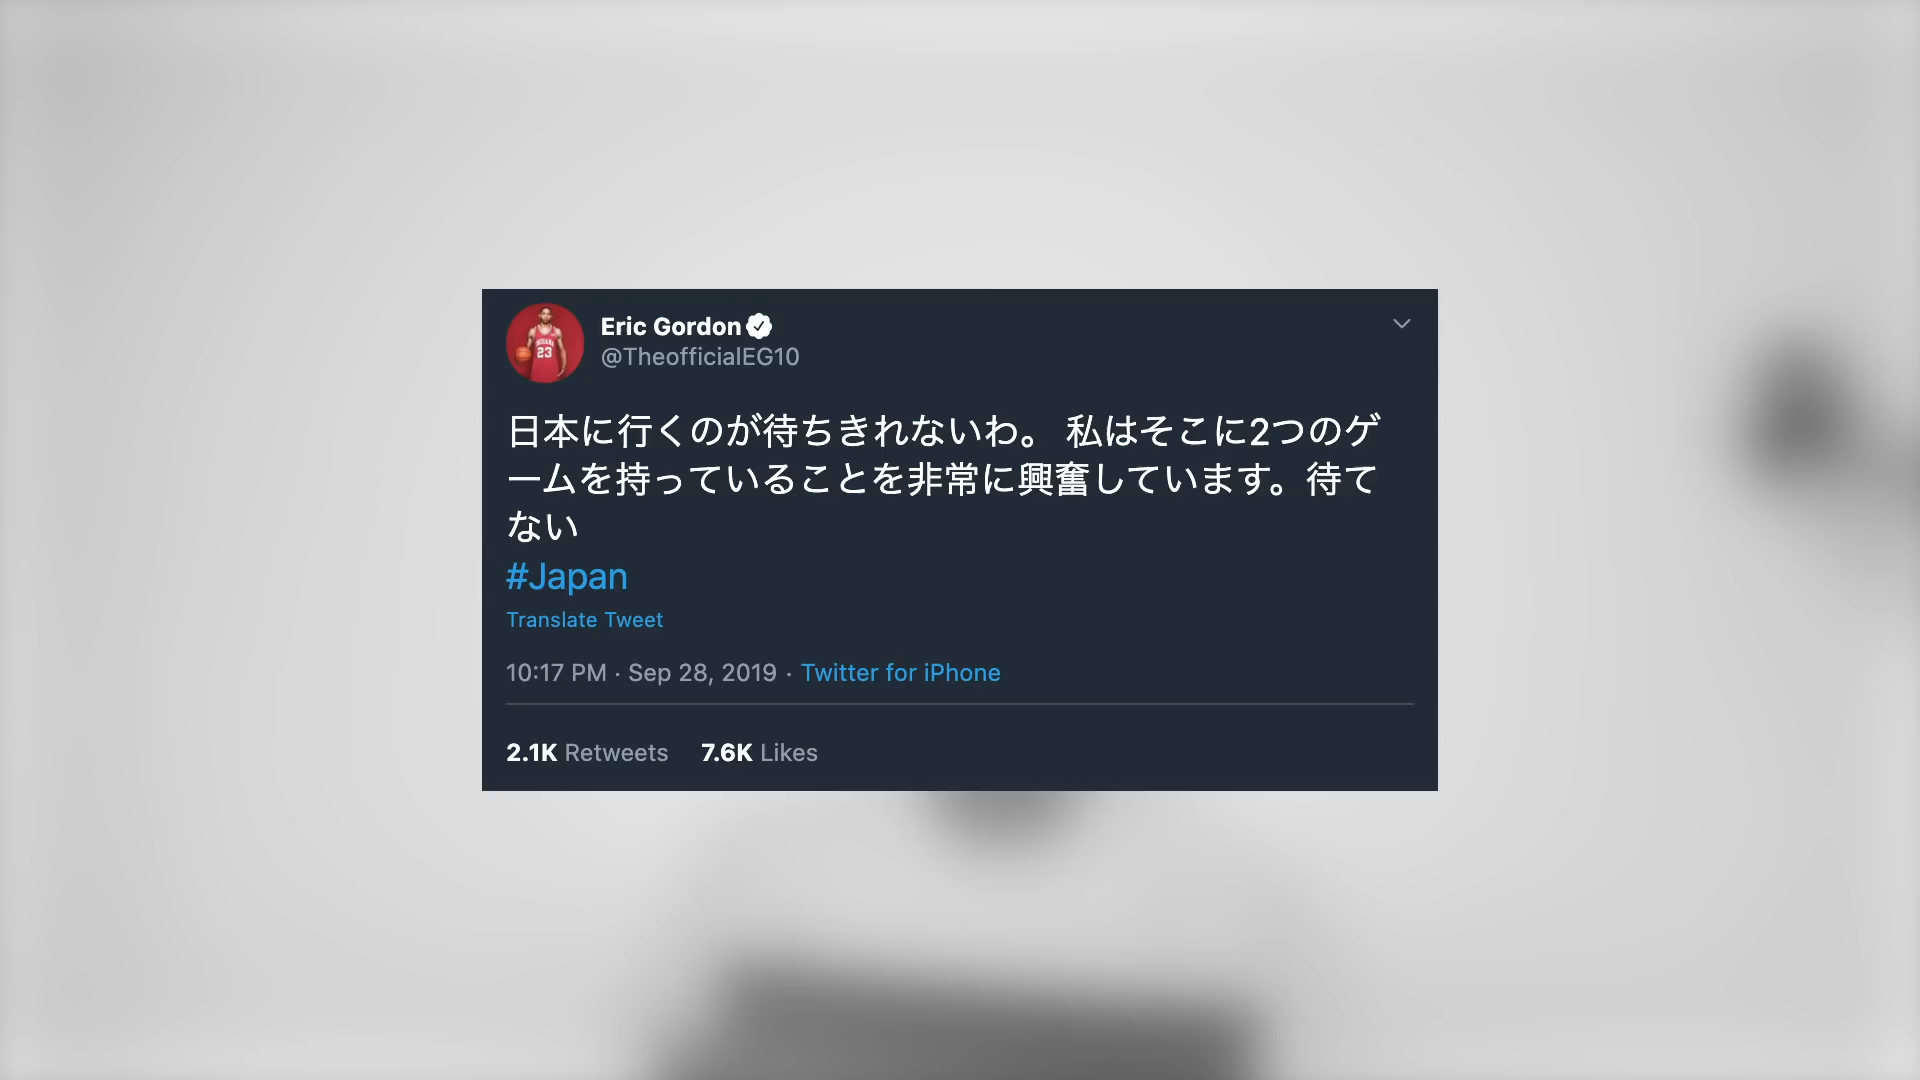 Eric Gordon
@TheofficialEG10
INDIANA
23
日本に行くのが待ちきれないわ。 私はそこに2つのゲ
ームを持っていることを非常に興奮しています。待て
ない
#Japan
Translate Tweet
10:17 PM · Sep 28, 2019 · Twitter for iPhone
2.1K Retweets 7.6K Likes